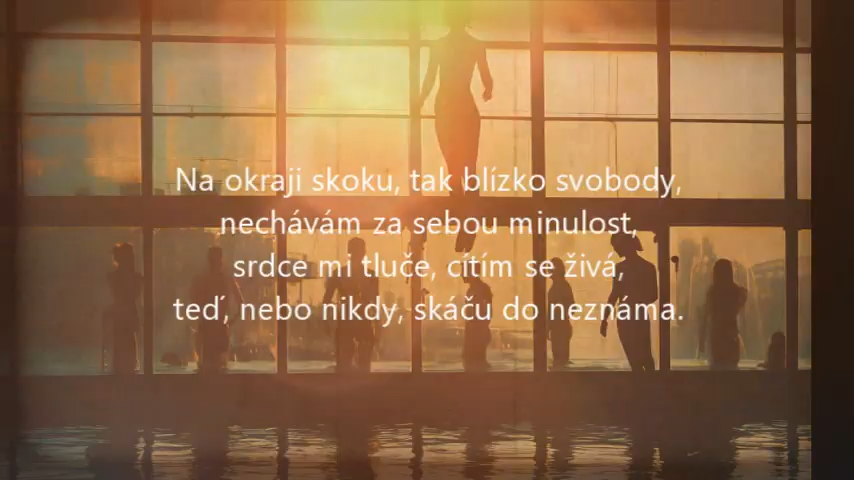 Na okraji skoku, tak blízko svobody,
nechávám za sebou minulost,
srdce mi tluče, cítím se živá,
teď, nebo nikdy, skáču do neznáma.